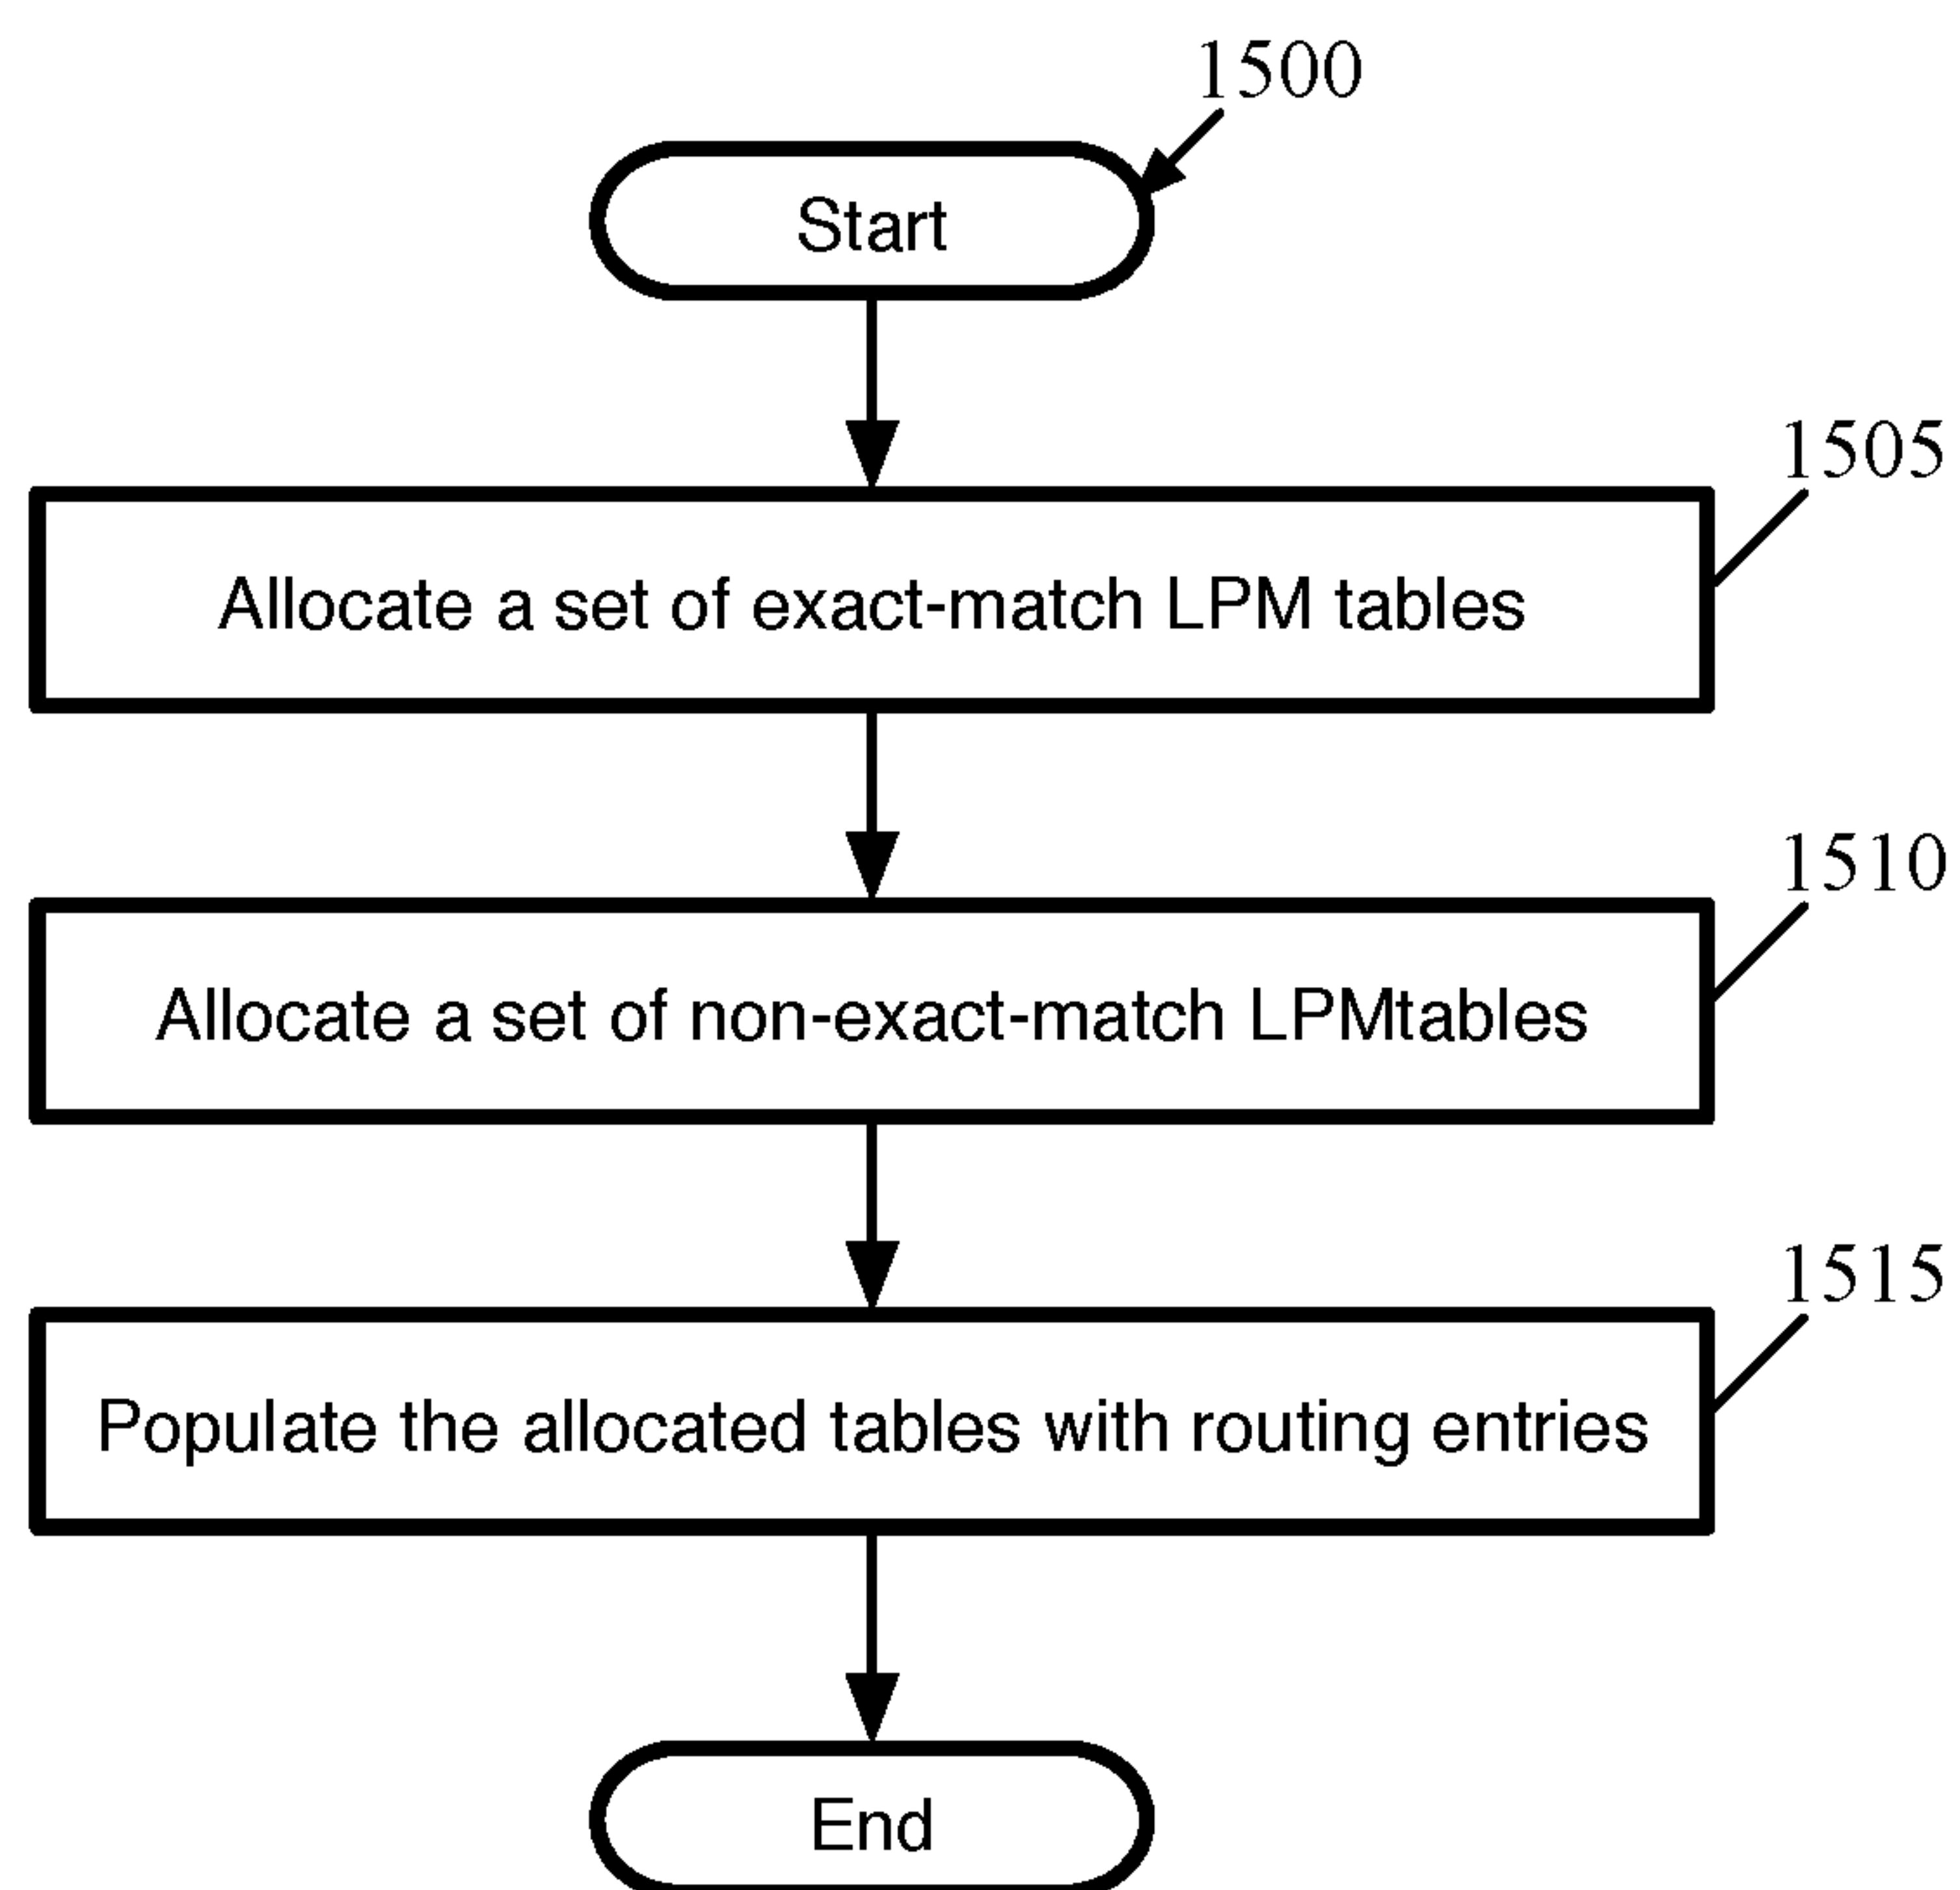 1500
Start
1505
Allocate a set of exact-match LPM tables
1510
Allocate a set of non-exact-match LPMtables
1515
Populate the allocated tables with routing entries
End